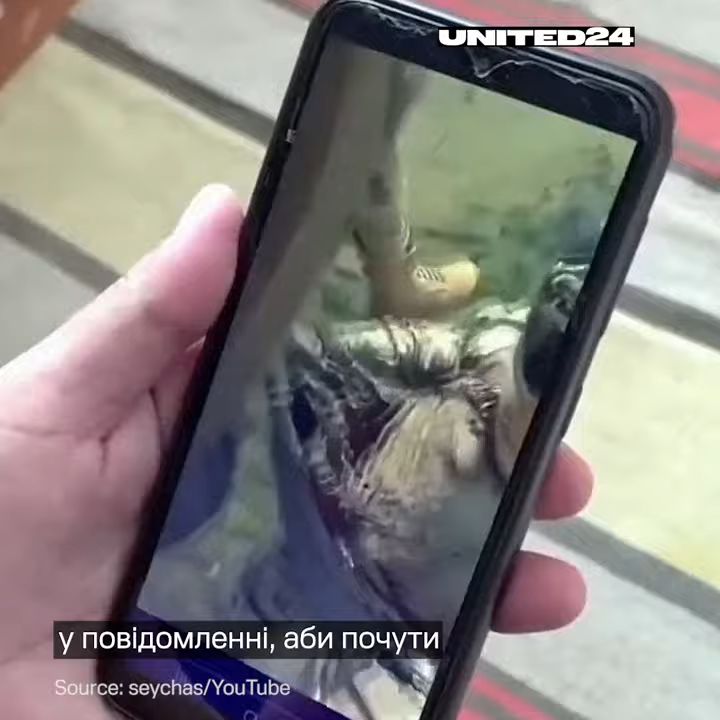 UNITED24
у повідомленні, аби почути
Source: seychas/YouTube